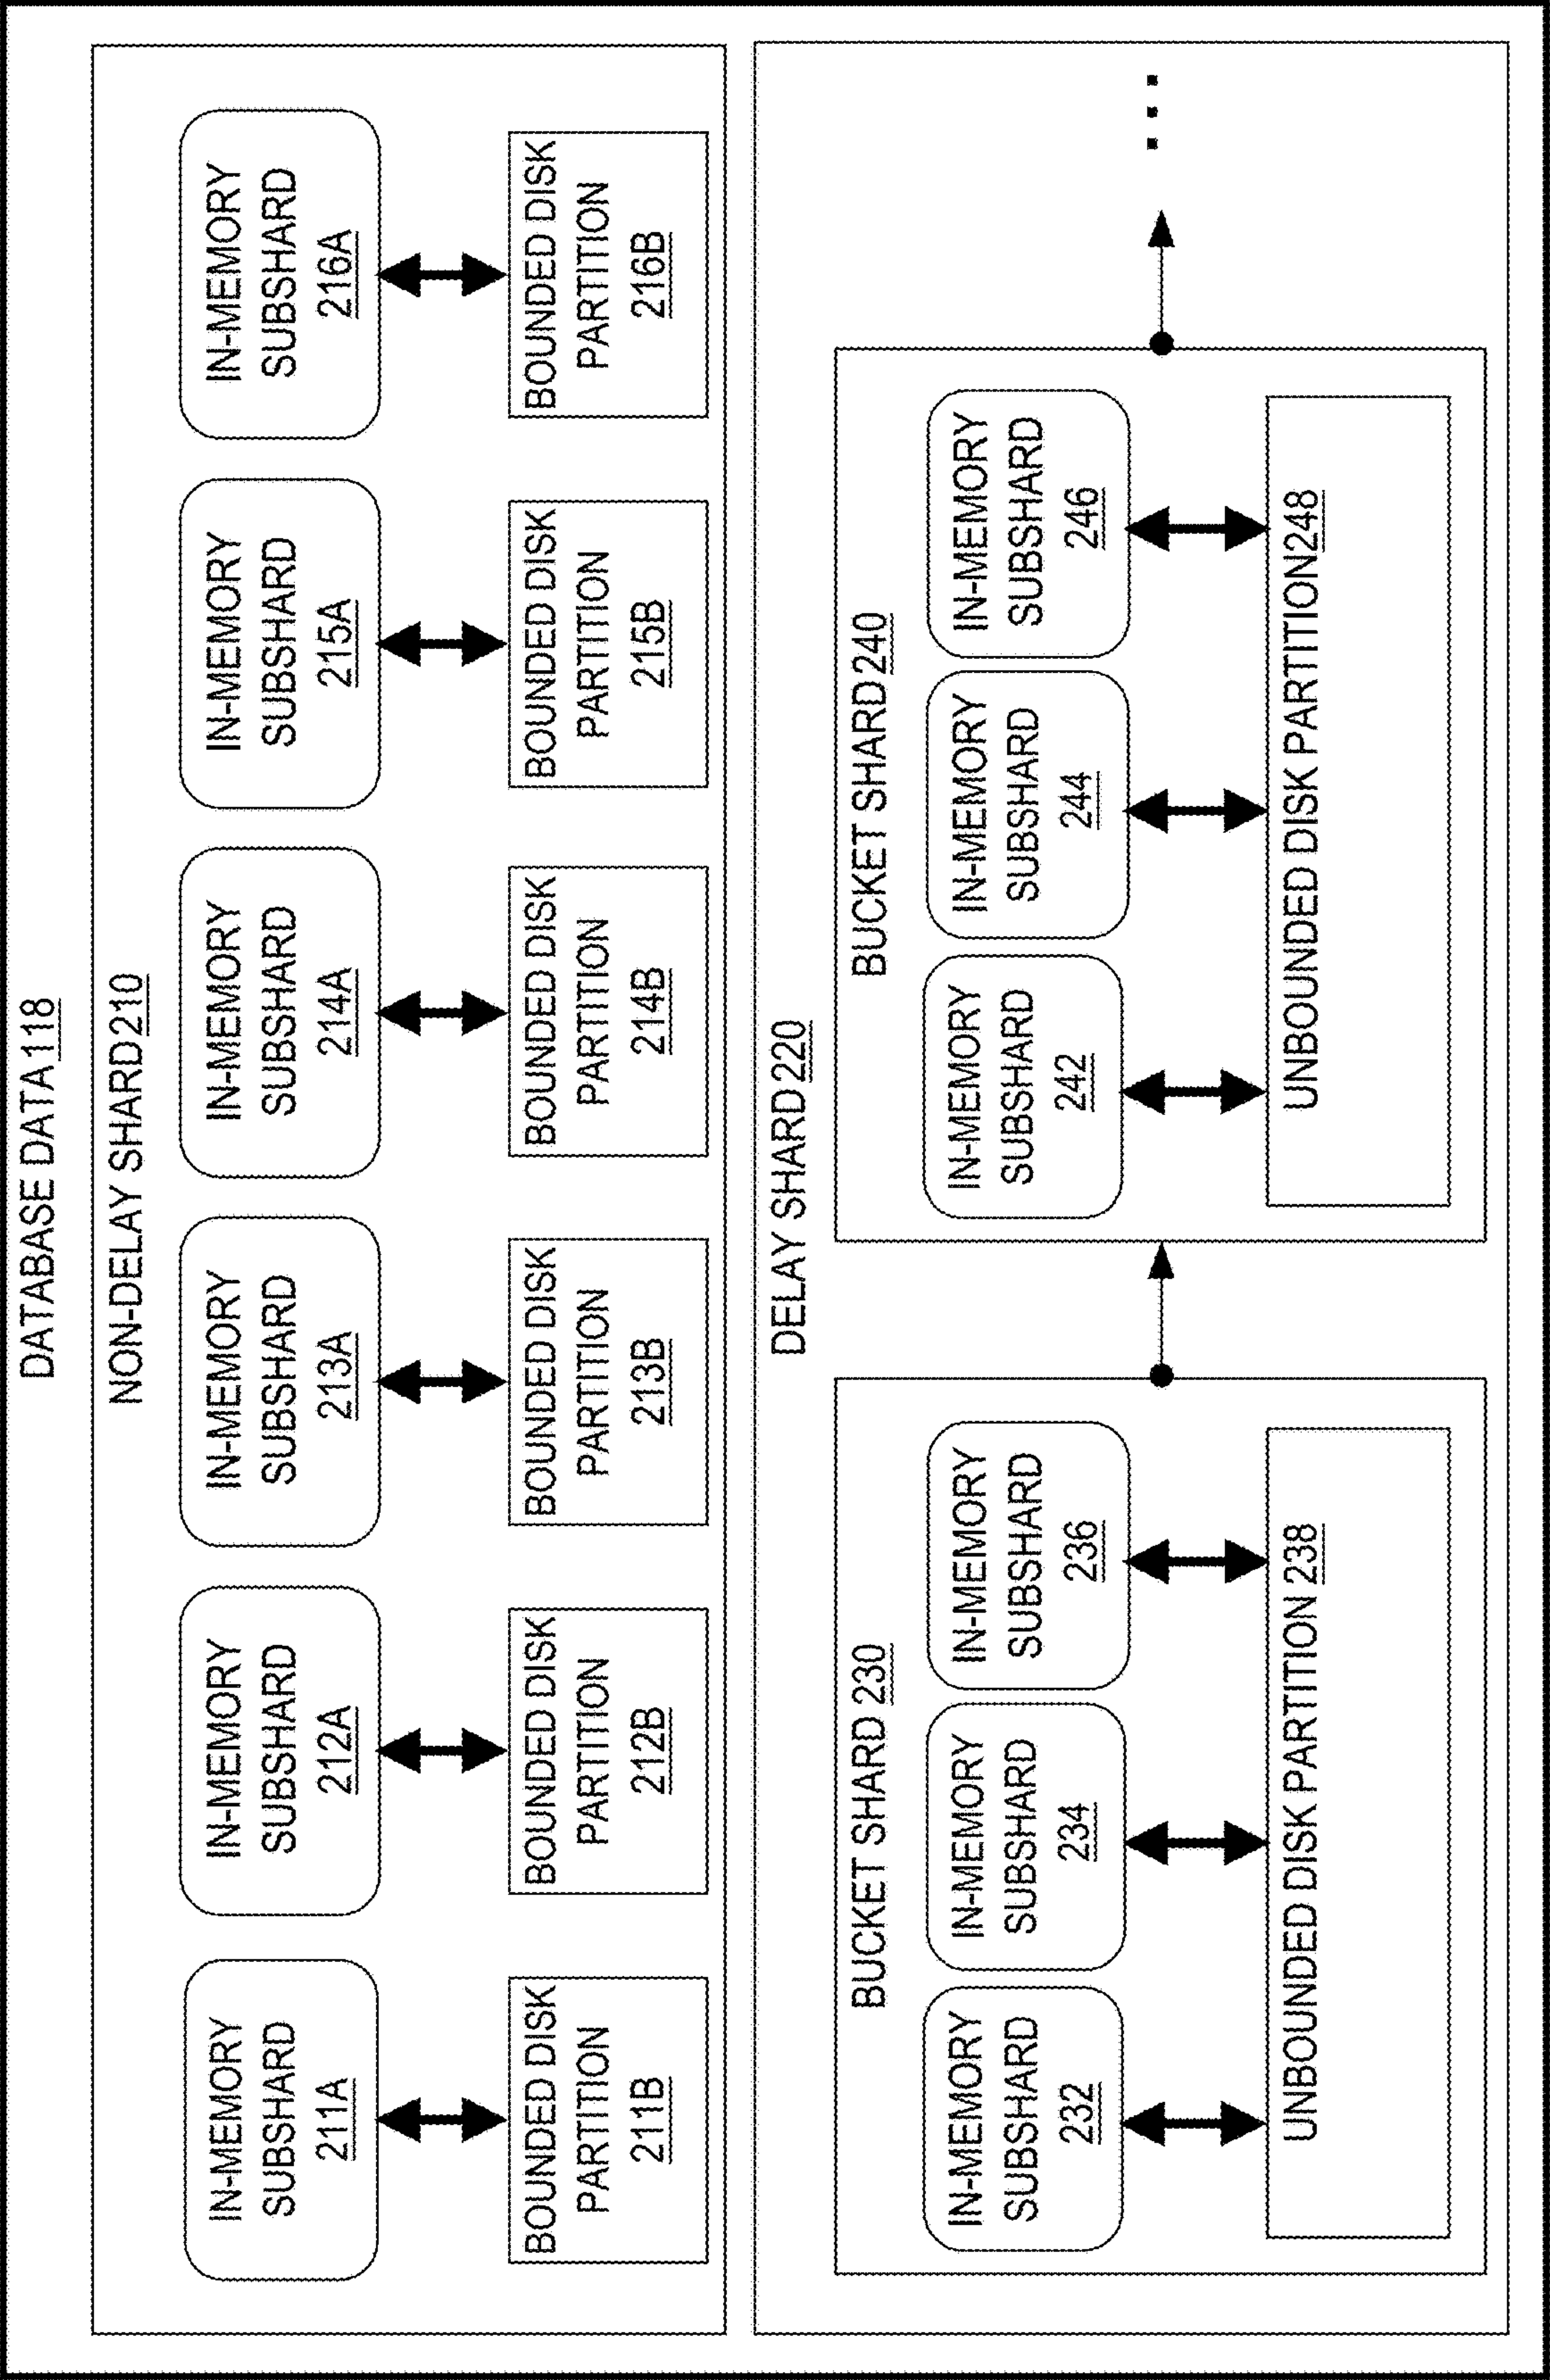 DATABASE DATA 118
NON-DELAY SHARD 210
IN-MEMORY
SUBSHARD
211A
IN-MEMORY
SUBSHARD
212A
IN-MEMORY
SUBSHARD
213A
IN-MEMORY
SUBSHARD
214A
IN-MEMORY
SUBSHARD
215A
IN-MEMORY
SUBSHARD
216A
BOUNDED DISK
PARTITION
211B
BOUNDED DISK
PARTITION
212B
BOUNDED DISK
PARTITION
213B
BOUNDED DISK
PARTITION
214B
BOUNDED DISK
PARTITION
215B
BOUNDED DISK
PARTITION
216B
DELAY SHARD 220
BUCKET SHARD 230
IN-MEMORY
SUBSHARD
232
IN-MEMORY
SUBSHARD
234
IN-MEMORY
SUBSHARD
236
UNBOUNDED DISK PARTITION 238
BUCKET SHARD 240
IN-MEMORY
SUBSHARD
242
IN-MEMORY
SUBSHARD
244
IN-MEMORY
SUBSHARD
246
UNBOUNDED DISK PARTITION 248